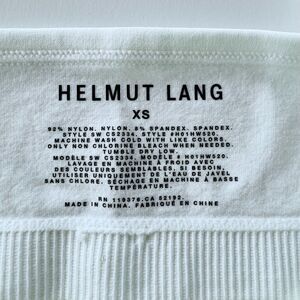 HELMUT LANG
XS
92% NYLON. NYLON. 8% SPANDEX. SPANDEX.
STYLE SW CS2334. STYLE #H01HW520.
MACHINE WASH COLD WITH LIKE COLORS.
ONLY NON CHLORINE BLEACH WHEN NEEDED.
TUMBLE DRY LOW.
MODÈLE SW CS2334. MODÈLE # H01HW520.
LAVAGE EN MACHINE À FROID AVEC
DES COULEURS SEMBLABLES. SI BESOIN,
UTILISER UNIQUEMENT DE L'EAU DE JAVEL
SANS CHLORE. SÉCHAGE EN MACHINE À BASSE
TEMPÉRATURE.
RN 119376.CA 52192.
MADE IN CHINA. FABRIQUÉ EN CHINE